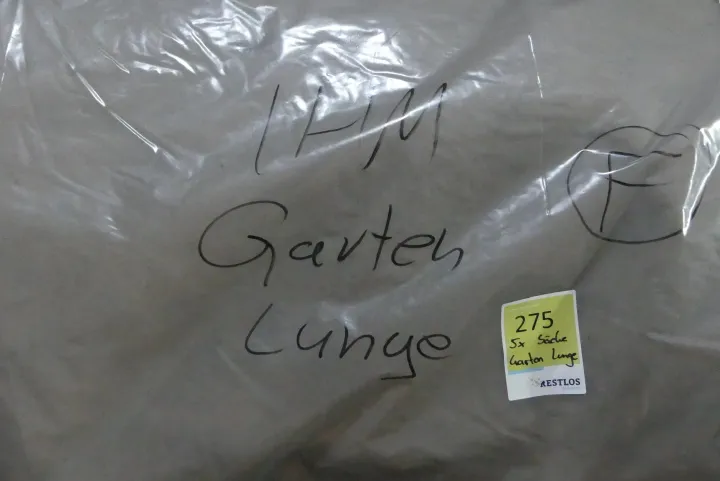 IHM
Garten
Lunge
F
275
5x Säcke
Garten Lunge
RESTLOS